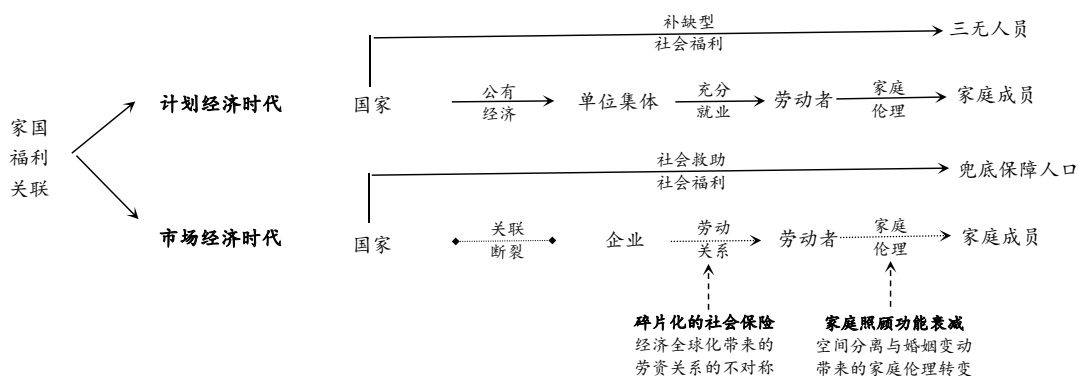 补缺型
社会福利
三无人员
计划经济时代
国家
公有
经济
单位集体
充分
就业
劳动者
家庭
伦理
家庭成员
家国
福利
关联
社会救助
社会福利
兜底保障人口
市场经济时代
国家
关联
断裂
企业
劳动
关系
劳动者
家庭
伦理
家庭成员
碎片化的社会保险
经济全球化带来的
劳资关系的不对称
家庭照顾功能衰减
空间分离与婚姻变动
带来的家庭伦理转变